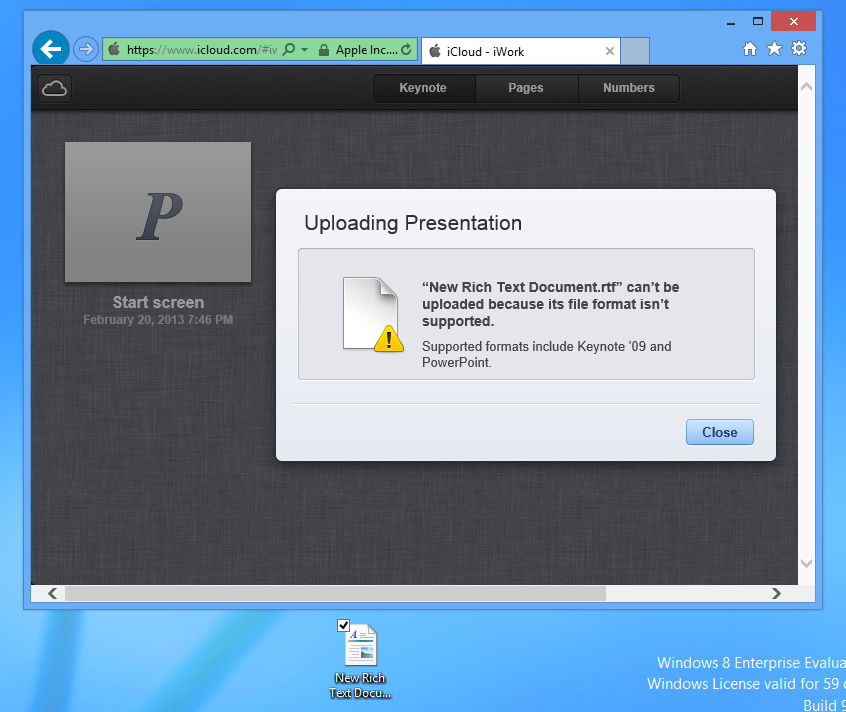 https://www.icloud.com/#iv
Apple Inc....
iCloud - iWork
Keynote
Pages
Numbers
P
Start screen
February 20, 2013 7:46 PM
Uploading Presentation
“New Rich Text Document.rtf” can’t be
uploaded because its file format isn’t
supported.
Supported formats include Keynote ’09 and
PowerPoint.
Close
New Rich
Text Docu...
Windows 8 Enterprise Evalua
Windows License valid for 59
Build 9